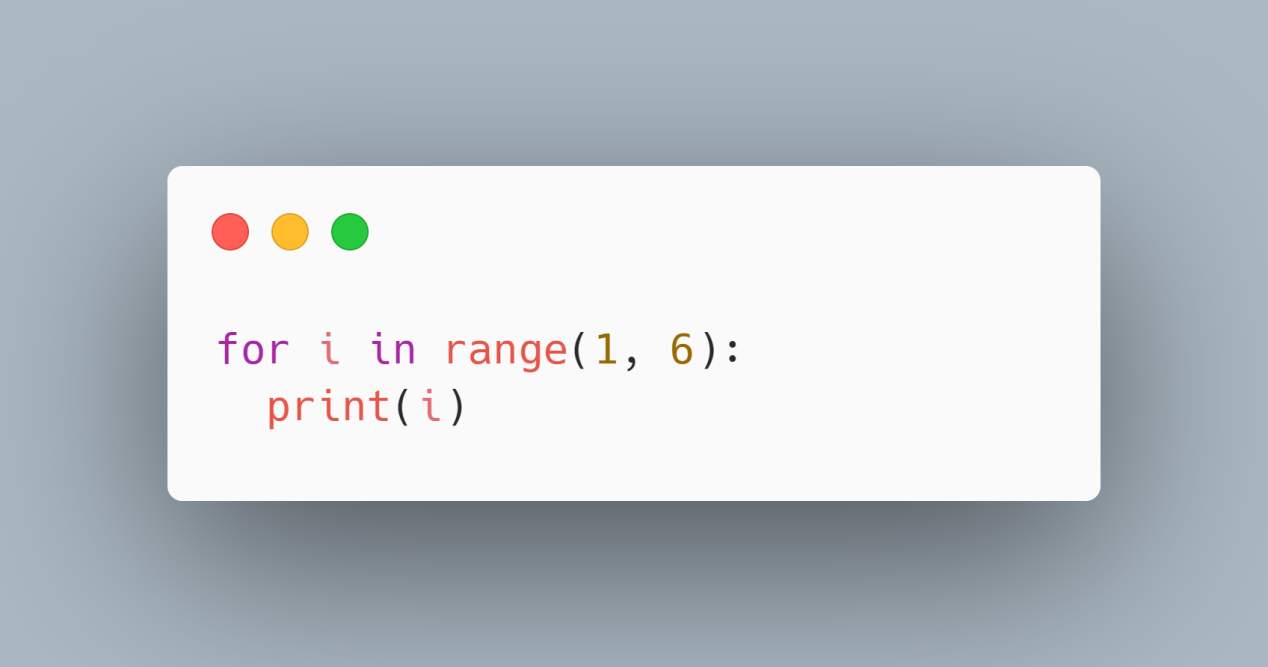 for i in range(1, 6):
  print(i)